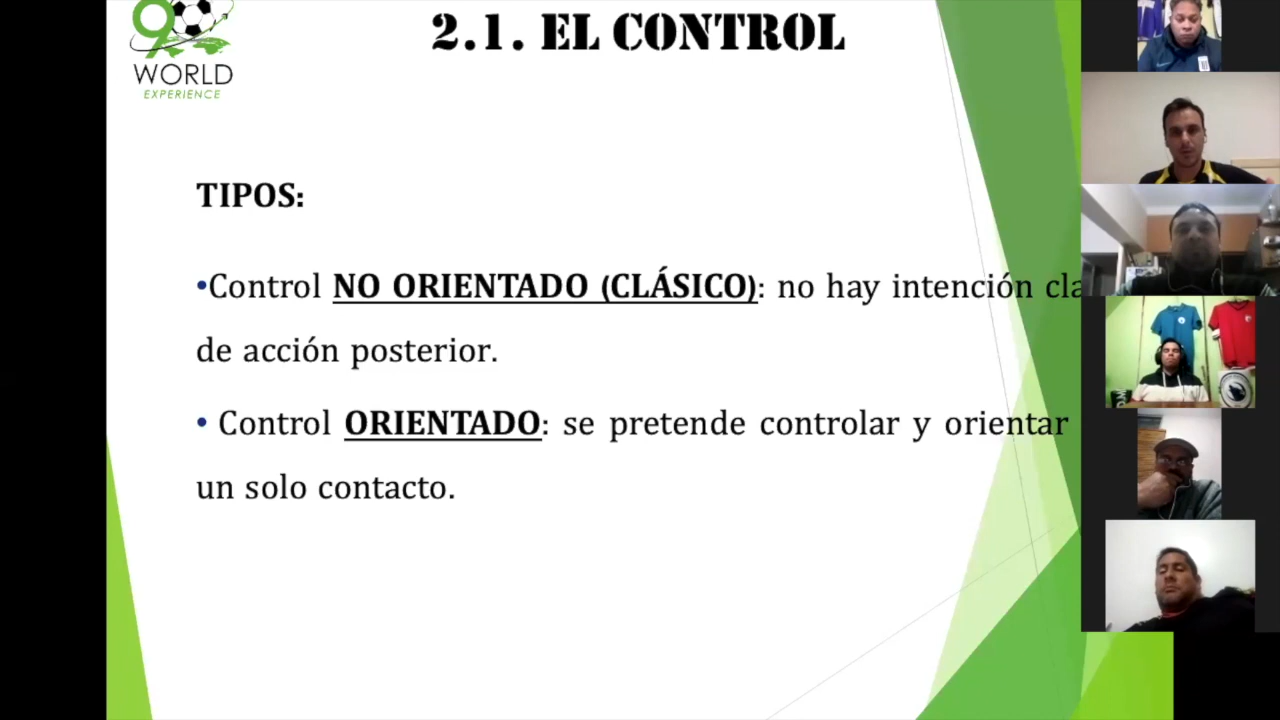 90
WORLD
EXPERIENCE
2.1. EL CONTROL
TIPOS:
•Control NO ORIENTADO (CLÁSICO): no hay intención
de acción posterior.
• Control ORIENTADO: se pretende controlar y orientar
un solo contacto.